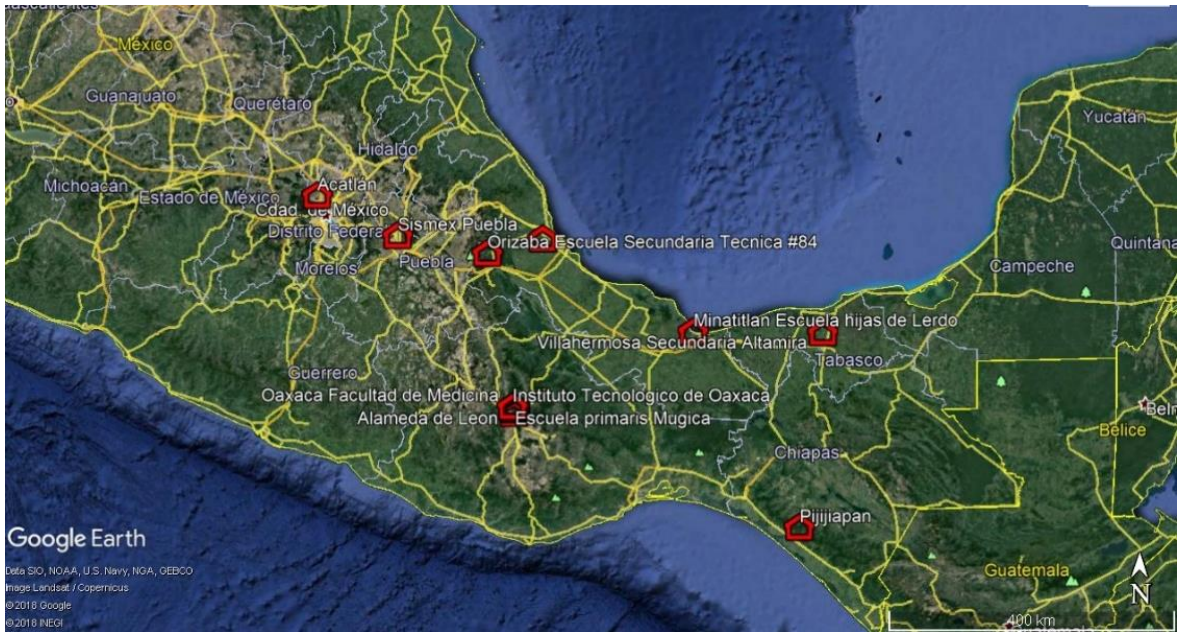 México
Guanajuato
Querétaro
Yucatán
Hidalgo
Michoacán
Estado de México
Acatlan
Cdad. de México
Sismex Puebla
Distrito Federa
Orizaba Escuela Secundaria Tecnica #84
Quintana
Puebla
Morelos
Campeche
Minatitlan Escuela hijas de Lerdo
Villahermosa Secundaria Altamira
Tabasco
Guerrero
Oaxaca Facultad de Medicina
Instituto Tecnologico de Oaxaca
Alameda de Leon
Escuela primaris Mugica
Belice
Chiapas
Pijijiapan
Google Earth
Data SIO, NOAA, U.S. Navy, NGA, GEBCO
Image Landsat / Copernicus
© 2018 Google
© 2018 INEGI
Guatemala
N
400 km